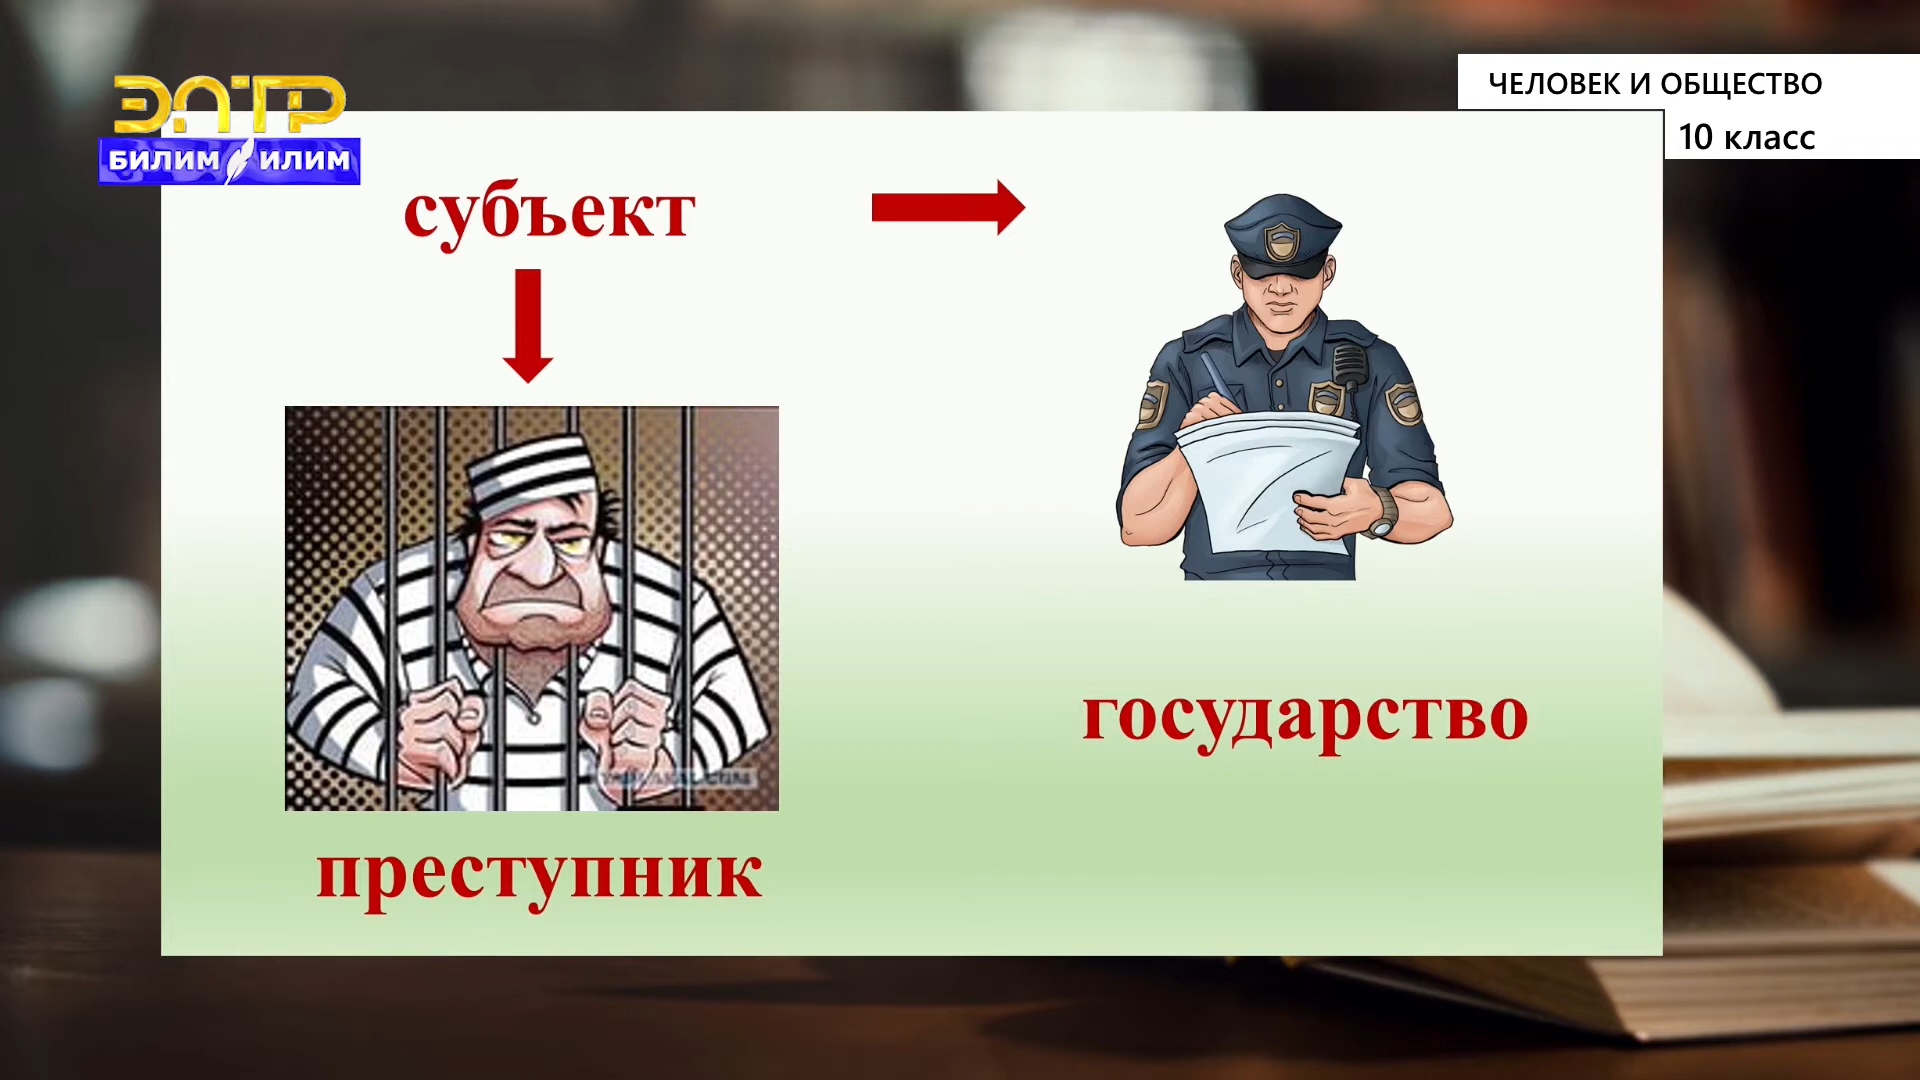 ЭЛТР
БИЛИМ ИЛИМ
ЧЕЛОВЕК И ОБЩЕСТВО
10 класс
субъект
государство
преступник